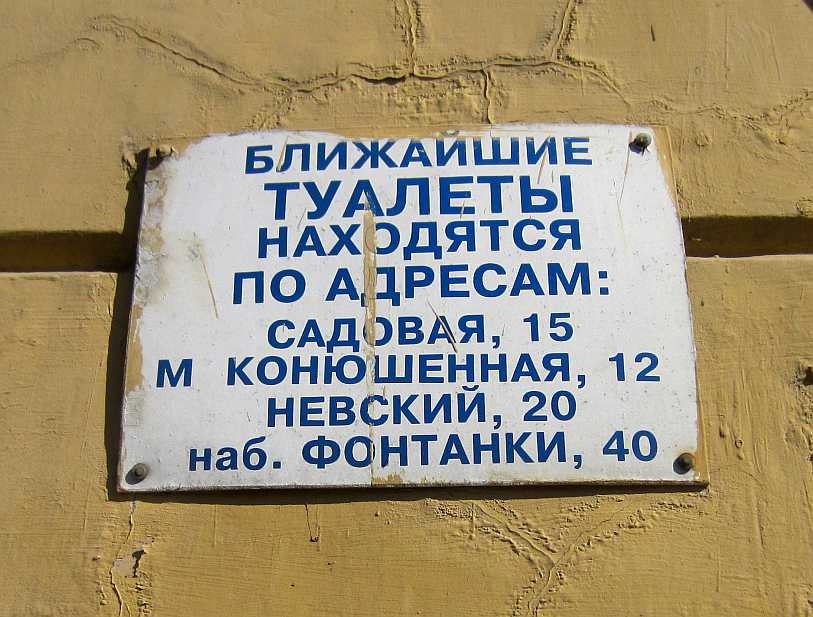 БЛИЖАЙШИЕ
ТУАЛЕТЫ
НАХОДЯТСЯ
ПО АДРЕСАМ:
САДОВАЯ, 15
М КОНЮШЕННАЯ, 12
НЕВСКИЙ, 20
наб. ФОНТАНКИ, 40